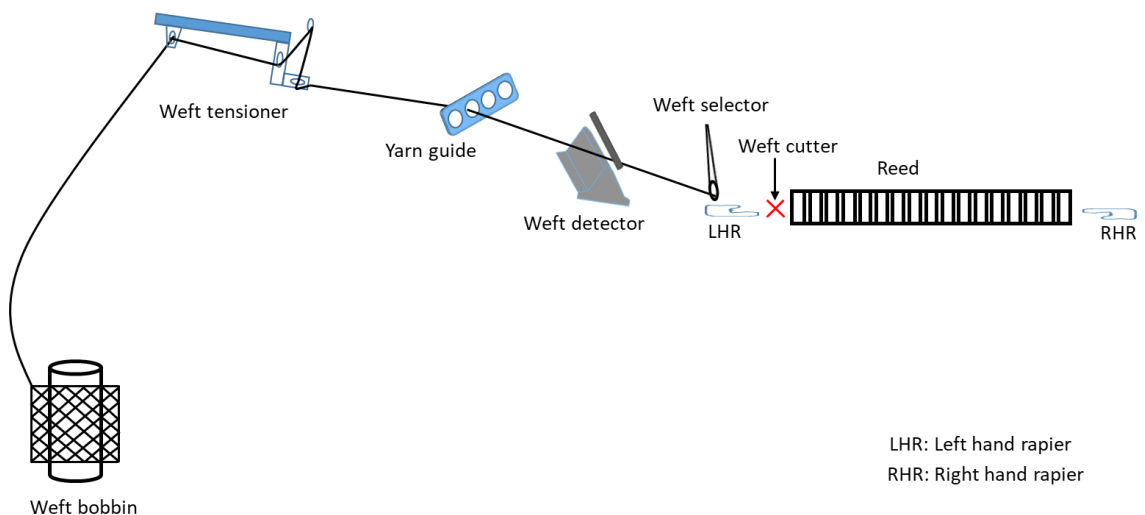 Weft tensioner
Yarn guide
Weft selector
Weft cutter
Reed
Weft detector
LHR
RHR
LHR: Left hand rapier
RHR: Right hand rapier
Weft bobbin